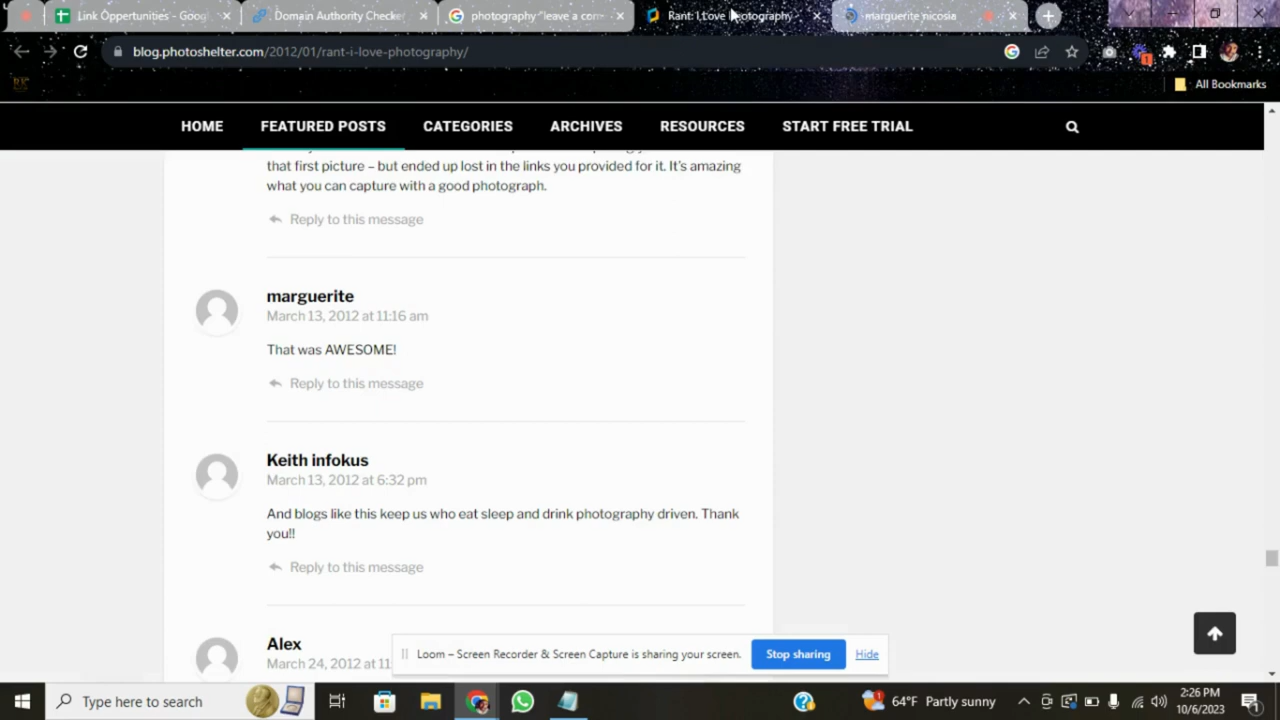 Link Opportunities - Goog
Domain Authority Checke
photography "leave a com
Rant: I Love Photography
marguerite nicosia
blog.photoshelter.com/2012/01/rant-i-love-photography/
All Bookmarks
HOME FEATURED POSTS CATEGORIES ARCHIVES RESOURCES START FREE TRIAL
that first picture – but ended up lost in the links you provided for it. It's amazing
what you can capture with a good photograph.
Reply to this message
marguerite
March 13, 2012 at 11:16 am
That was AWESOME!
Reply to this message
Keith infokus
March 13, 2012 at 6:32 pm
And blogs like this keep us who eat sleep and drink photography driven. Thank
you!!
Reply to this message
Alex
March 24, 2012 at 11
Loom – Screen Recorder & Screen Capture is sharing your screen. Stop sharing Hide
Type here to search
64°F Partly sunny
2:26 PM
10/6/2023